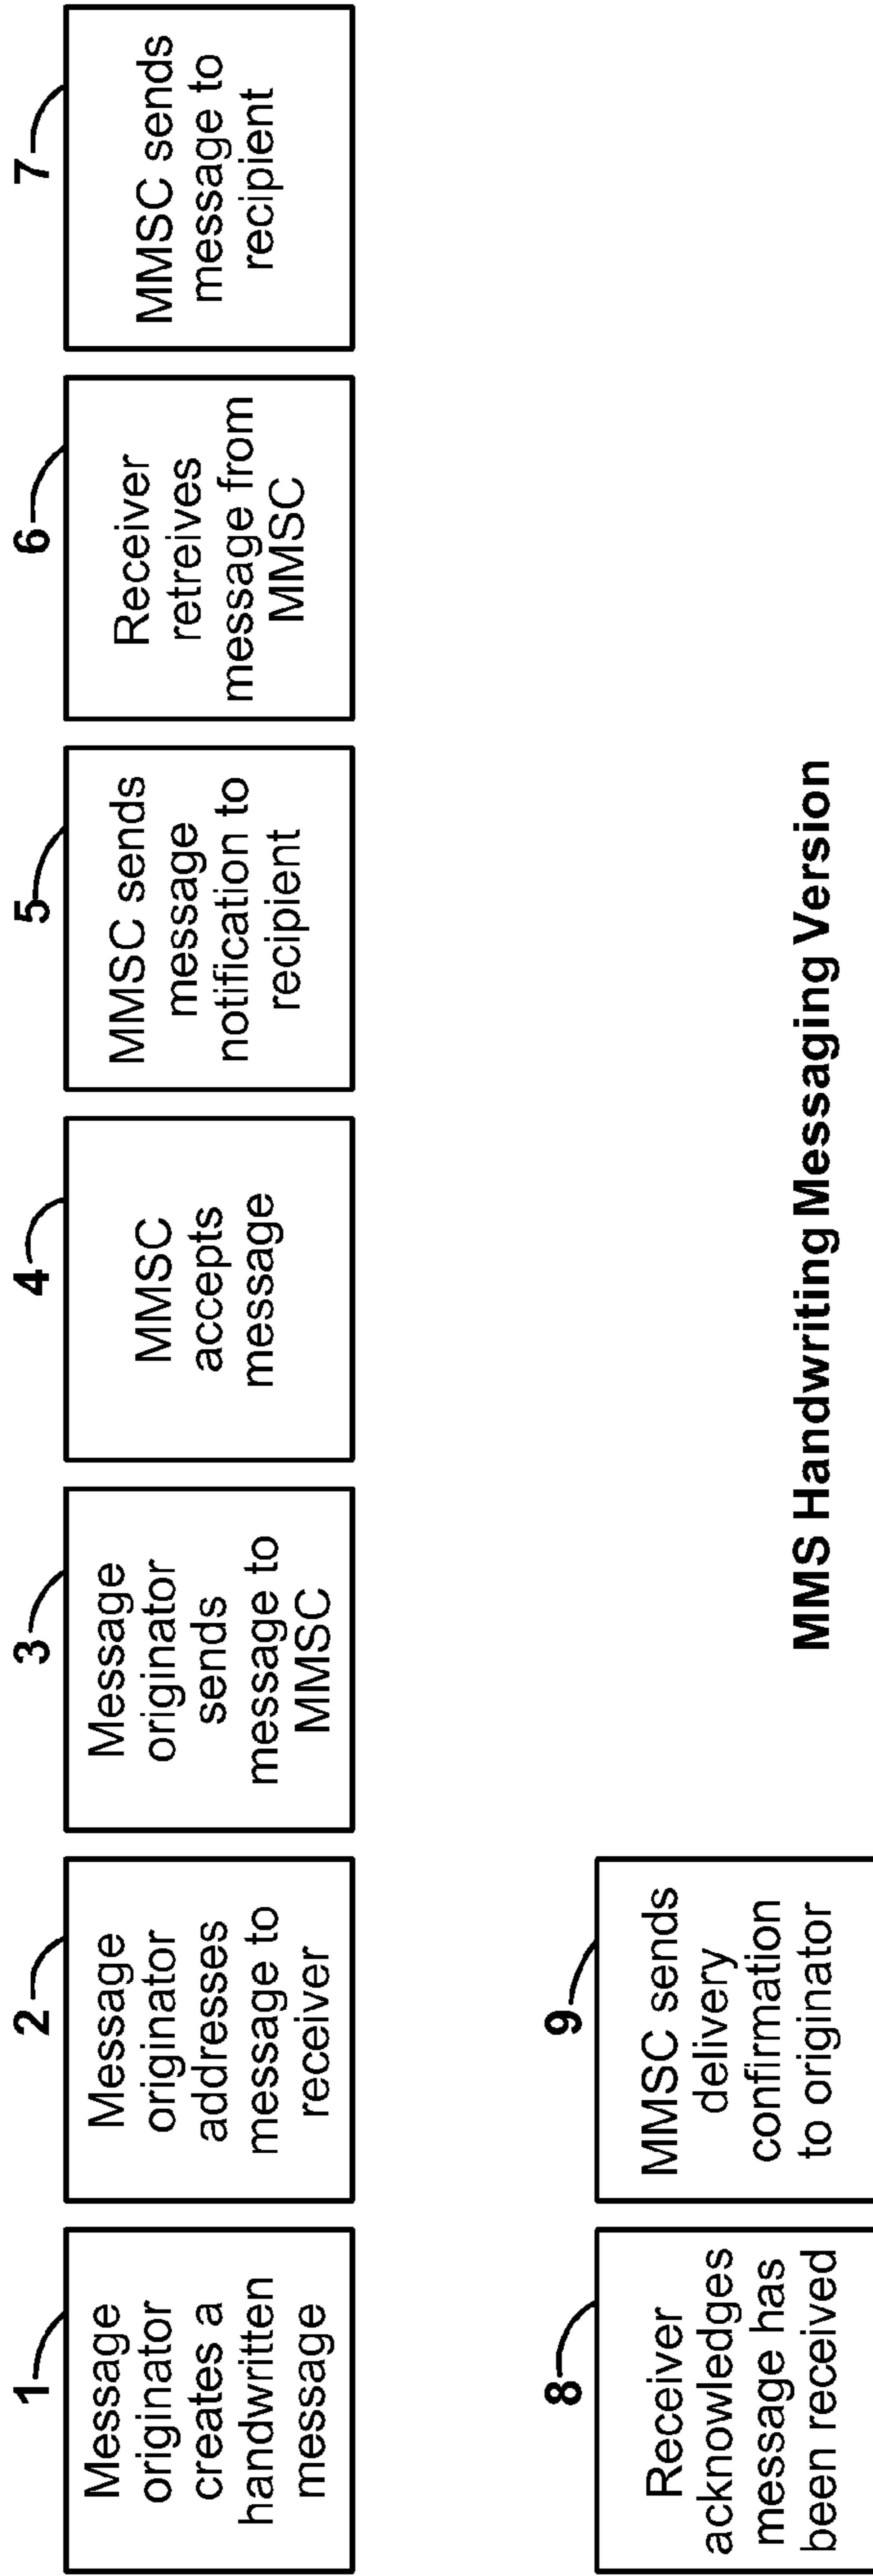 1
Message
originator
creates a
handwritten
message
2
Message
originator
addresses
message to
receiver
3
Message
originator
sends
message to
MMSC
4
MMSC
accepts
message
5
MMSC sends
message
notification to
recipient
6
Receiver
retreives
message from
MMSC
7
MMSC sends
message to
recipient
8
Receiver
acknowledges
message has
been received
9
MMSC sends
delivery
confirmation
to originator
MMS Handwriting Messaging Version